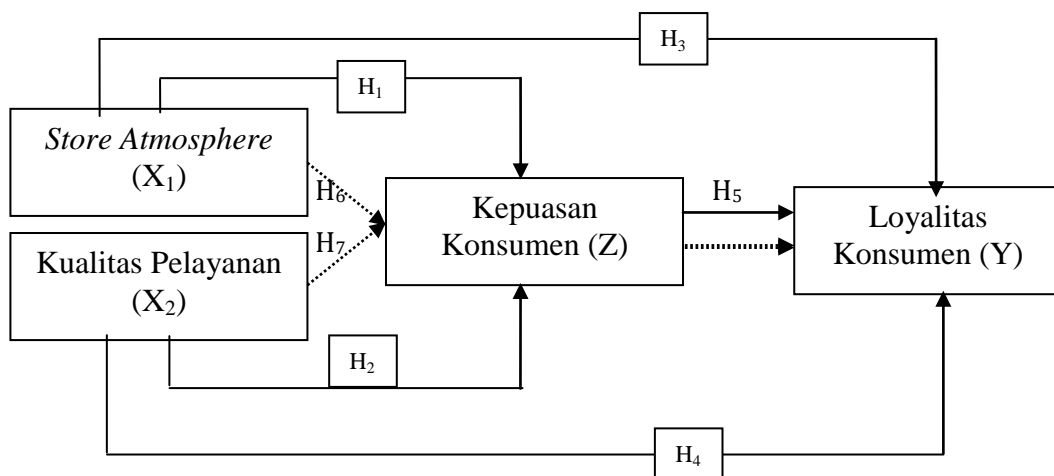 H₃
H₁
Store Atmosphere
(X₁)
H₆
H₇
Kualitas Pelayanan
(X₂)
Kepuasan
Konsumen (Z)
H₅
Loyalitas
Konsumen (Y)
H₂
H₄